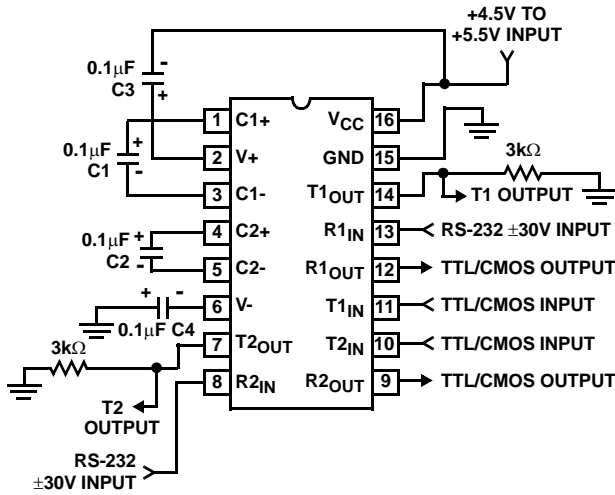 +4.5V TO
+5.5V INPUT
0.1μF
C3
-
+
1 C1+
VCC 16
0.1μF
C1
+
-
2 V+
GND 15
3kΩ
3 C1-
T1OUT 14
T1 OUTPUT
4 C2+
R1IN 13
RS-232 ±30V INPUT
0.1μF
C2
+
-
5 C2-
R1OUT 12
TTL/CMOS OUTPUT
+ -
0.1μF C4
6 V-
T1IN 11
TTL/CMOS INPUT
3kΩ
7 T2OUT
T2IN 10
TTL/CMOS INPUT
8 R2IN
R2OUT 9
TTL/CMOS OUTPUT
T2
OUTPUT
RS-232
±30V INPUT